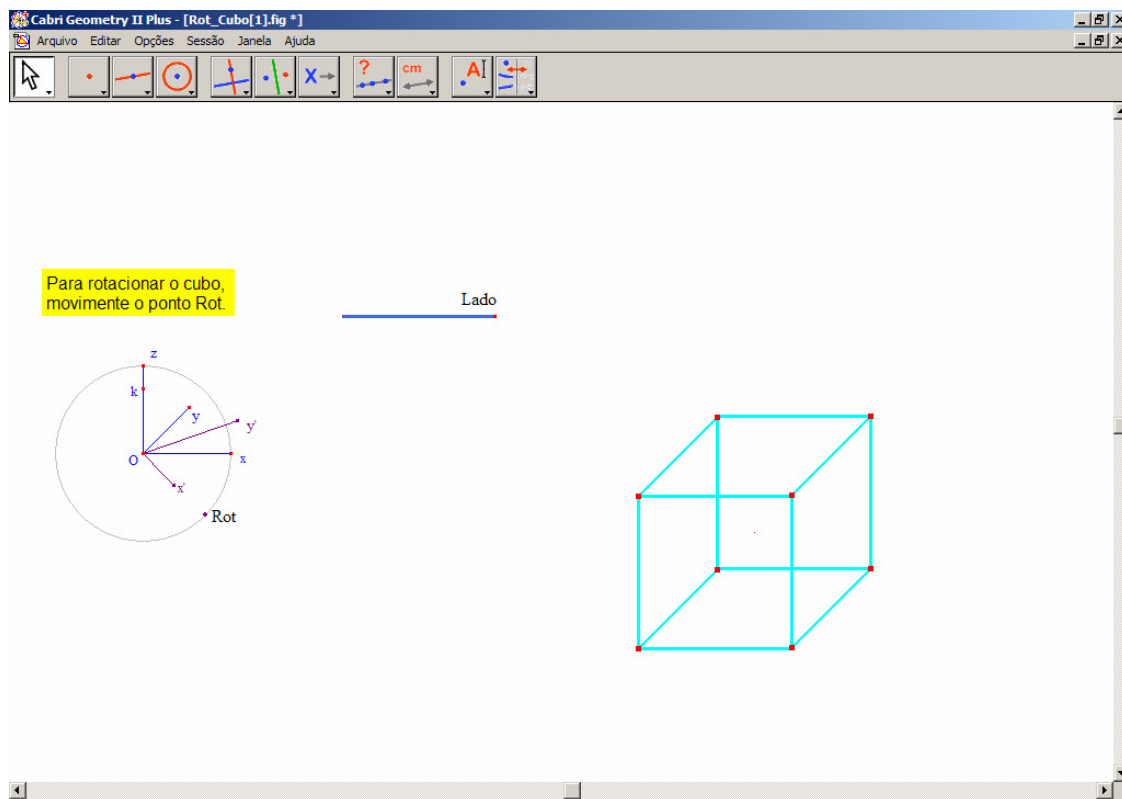 Cabri Geometry II Plus - [Rot_Cubo[1].fig *]
Arquivo Editar Opções Sessão Janela Ajuda
? cm A
X
Para rotacionar o cubo,
movimente o ponto Rot.
Lado
z
k
y
y'
O
x
x'
Rot